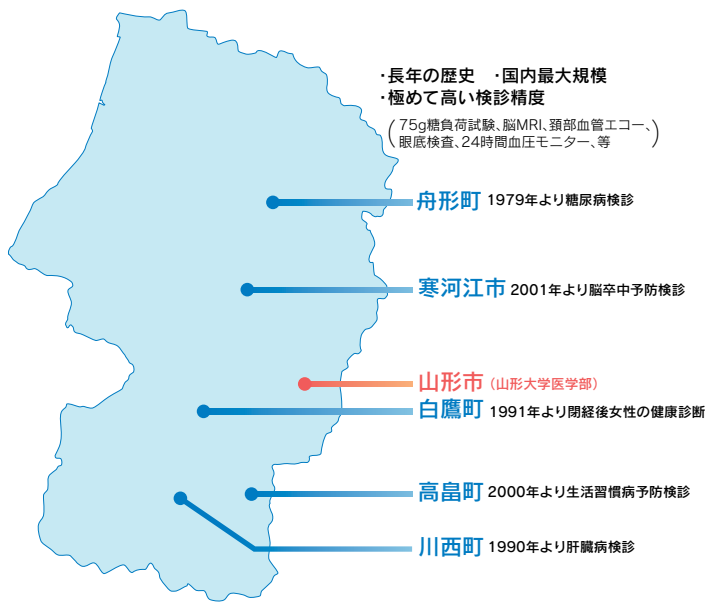 ・長年の歴史　・国内最大規模
・極めて高い検診精度
(75g糖負荷試験、脳MRI、頚部血管エコー、
眼底検査、24時間血圧モニター、等)
舟形町 1979年より糖尿病検診
寒河江市 2001年より脳卒中予防検診
山形市（山形大学医学部）
白鷹町 1991年より閉経後女性の健康診断
高畠町 2000年より生活習慣病予防検診
川西町 1990年より肝臓病検診